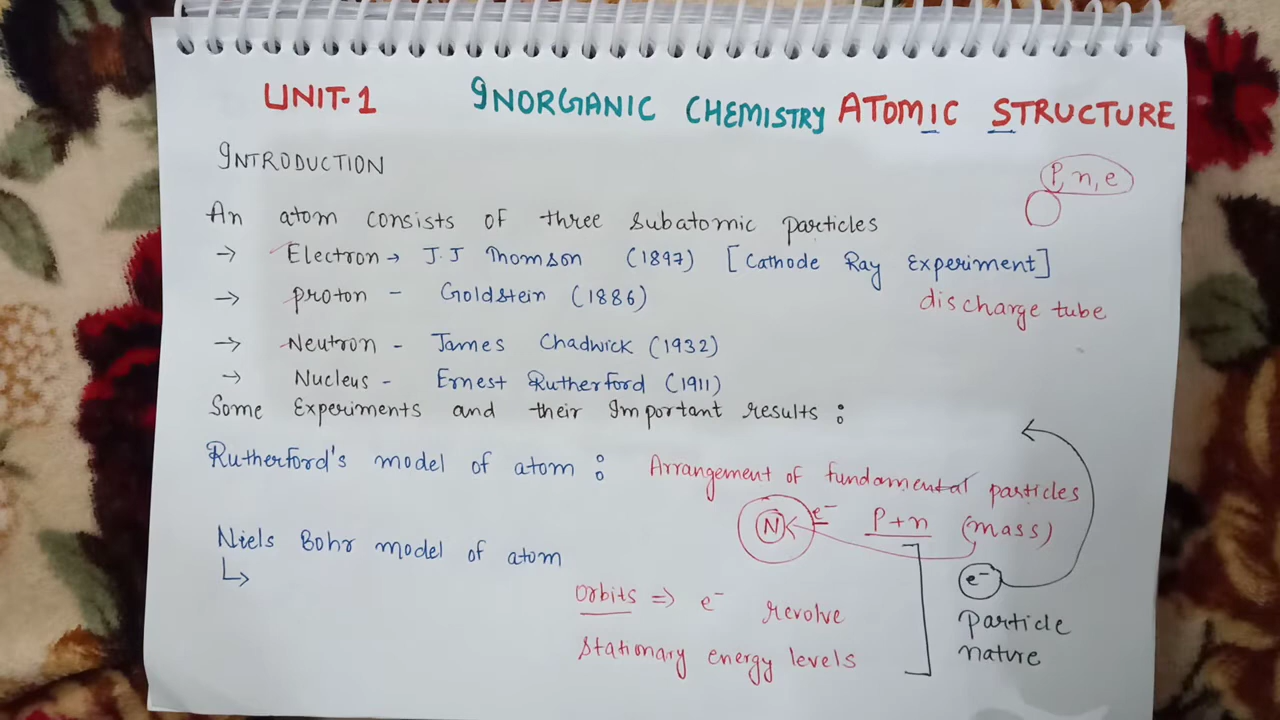 UNIT-1 INORGANIC CHEMISTRY ATOMIC STRUCTURE
INTRODUCTION
P, n, e
An atom consists of three subatomic particles
→ Electron → J.J Thomson (1897) [Cathode Ray Experiment]
→ proton - Goldstein (1886)
discharge tube
→ Neutron - James Chadwick (1932)
→ Nucleus - Ernest Rutherford (1911)
Some Experiments and their Important results :
Rutherford's model of atom : Arrangement of fundamental particles
N e⁻ P+n (mass)
Niels Bohr model of atom
e⁻
orbits ⇒ e⁻ revolve
particle
nature
stationary energy levels